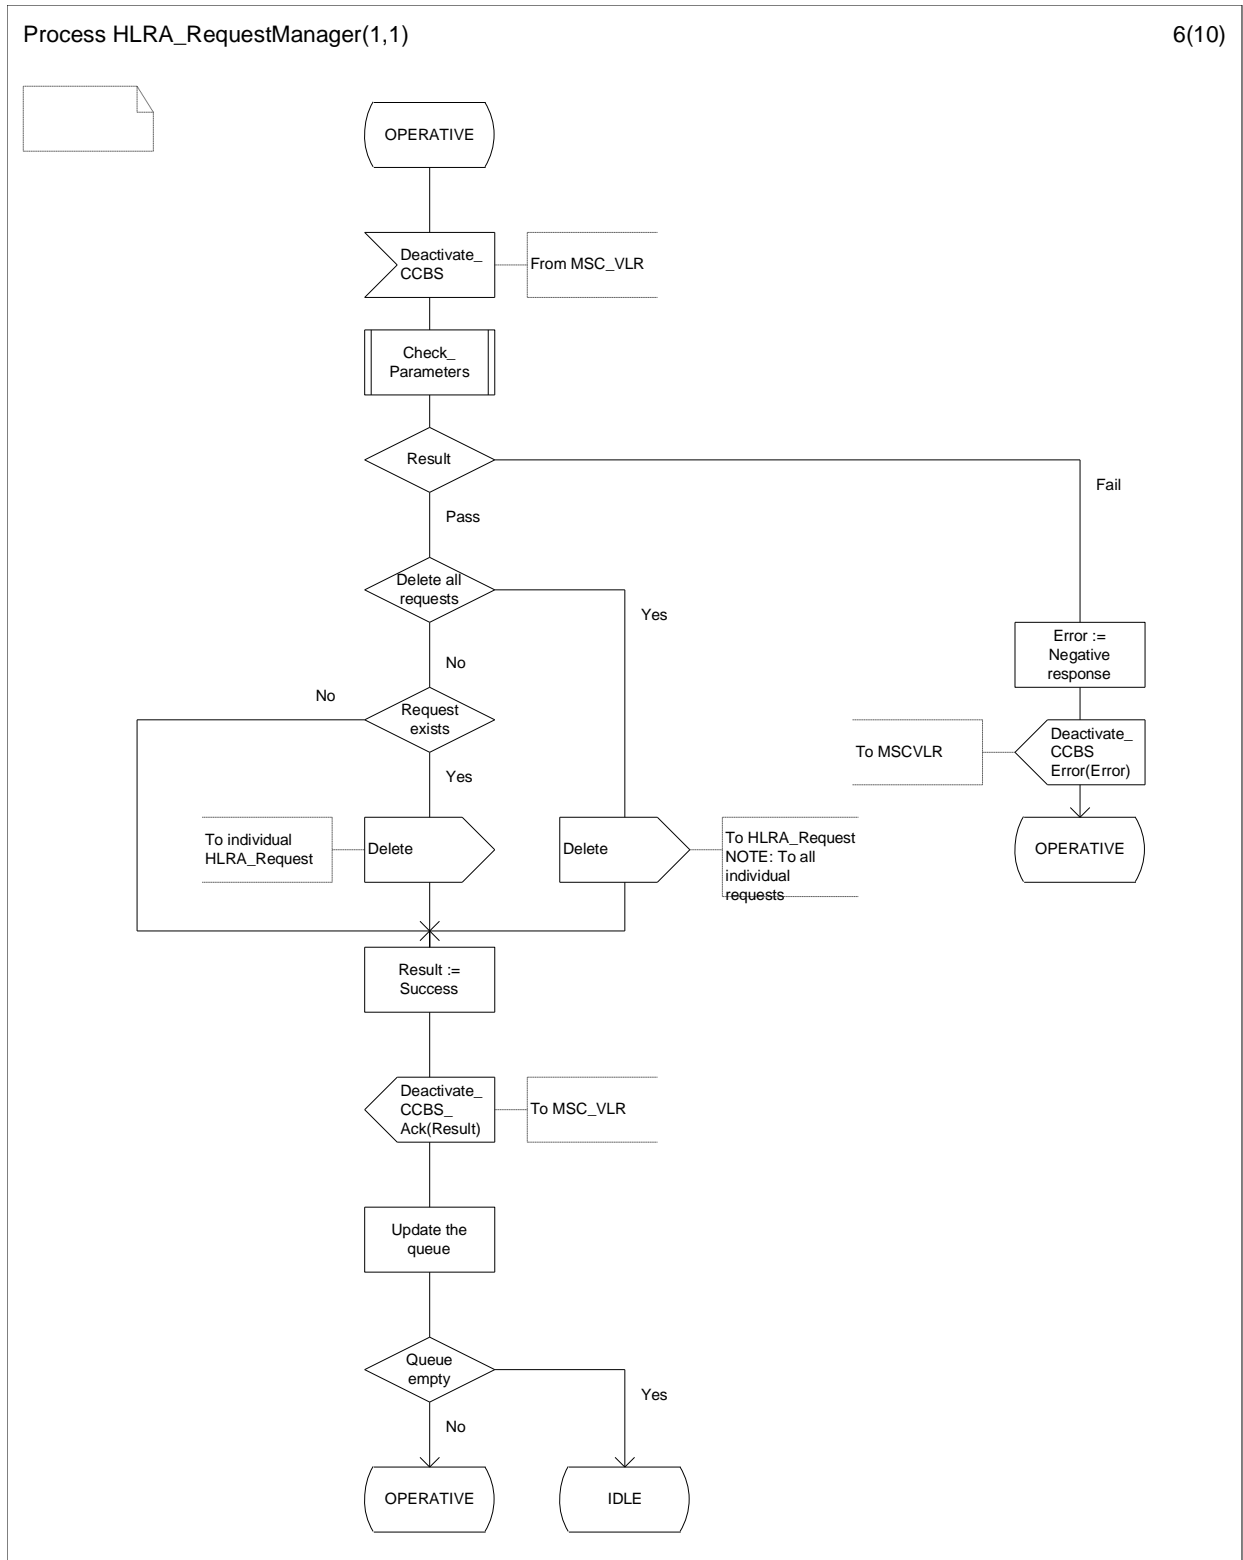 Process HLRA_RequestManager(1,1)
6(10)
OPERATIVE
Deactivate_
CCBS
From MSC_VLR
Check_
Parameters
Result
Fail
Pass
Delete all
requests
Yes
No
Error :=
Negative
response
No
Request
exists
To MSCVLR
Deactivate_
CCBS
Error(Error)
Yes
To individual
HLRA_Request
Delete
Delete
To HLRA_Request
NOTE: To all
individual
requests
OPERATIVE
Result :=
Success
Deactivate_
CCBS_
Ack(Result)
To MSC_VLR
Update the
queue
Queue
empty
Yes
No
OPERATIVE
IDLE